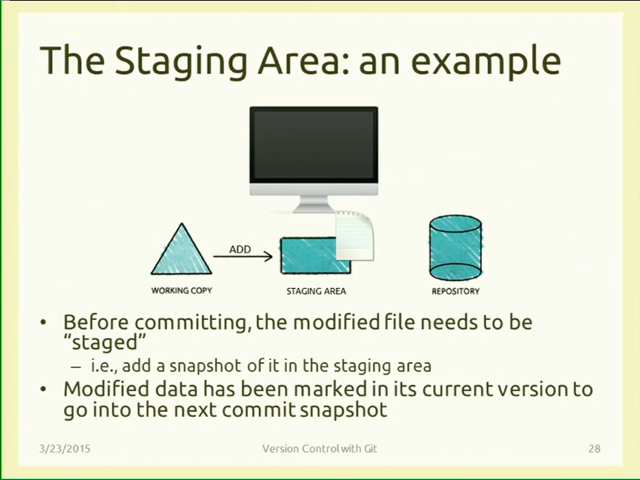 The Staging Area: an example
ADD
WORKING COPY
STAGING AREA
REPOSITORY
• Before committing, the modified file needs to be
“staged”
– i.e., add a snapshot of it in the staging area
• Modified data has been marked in its current version to
go into the next commit snapshot
3/23/2015
Version Control with Git
28